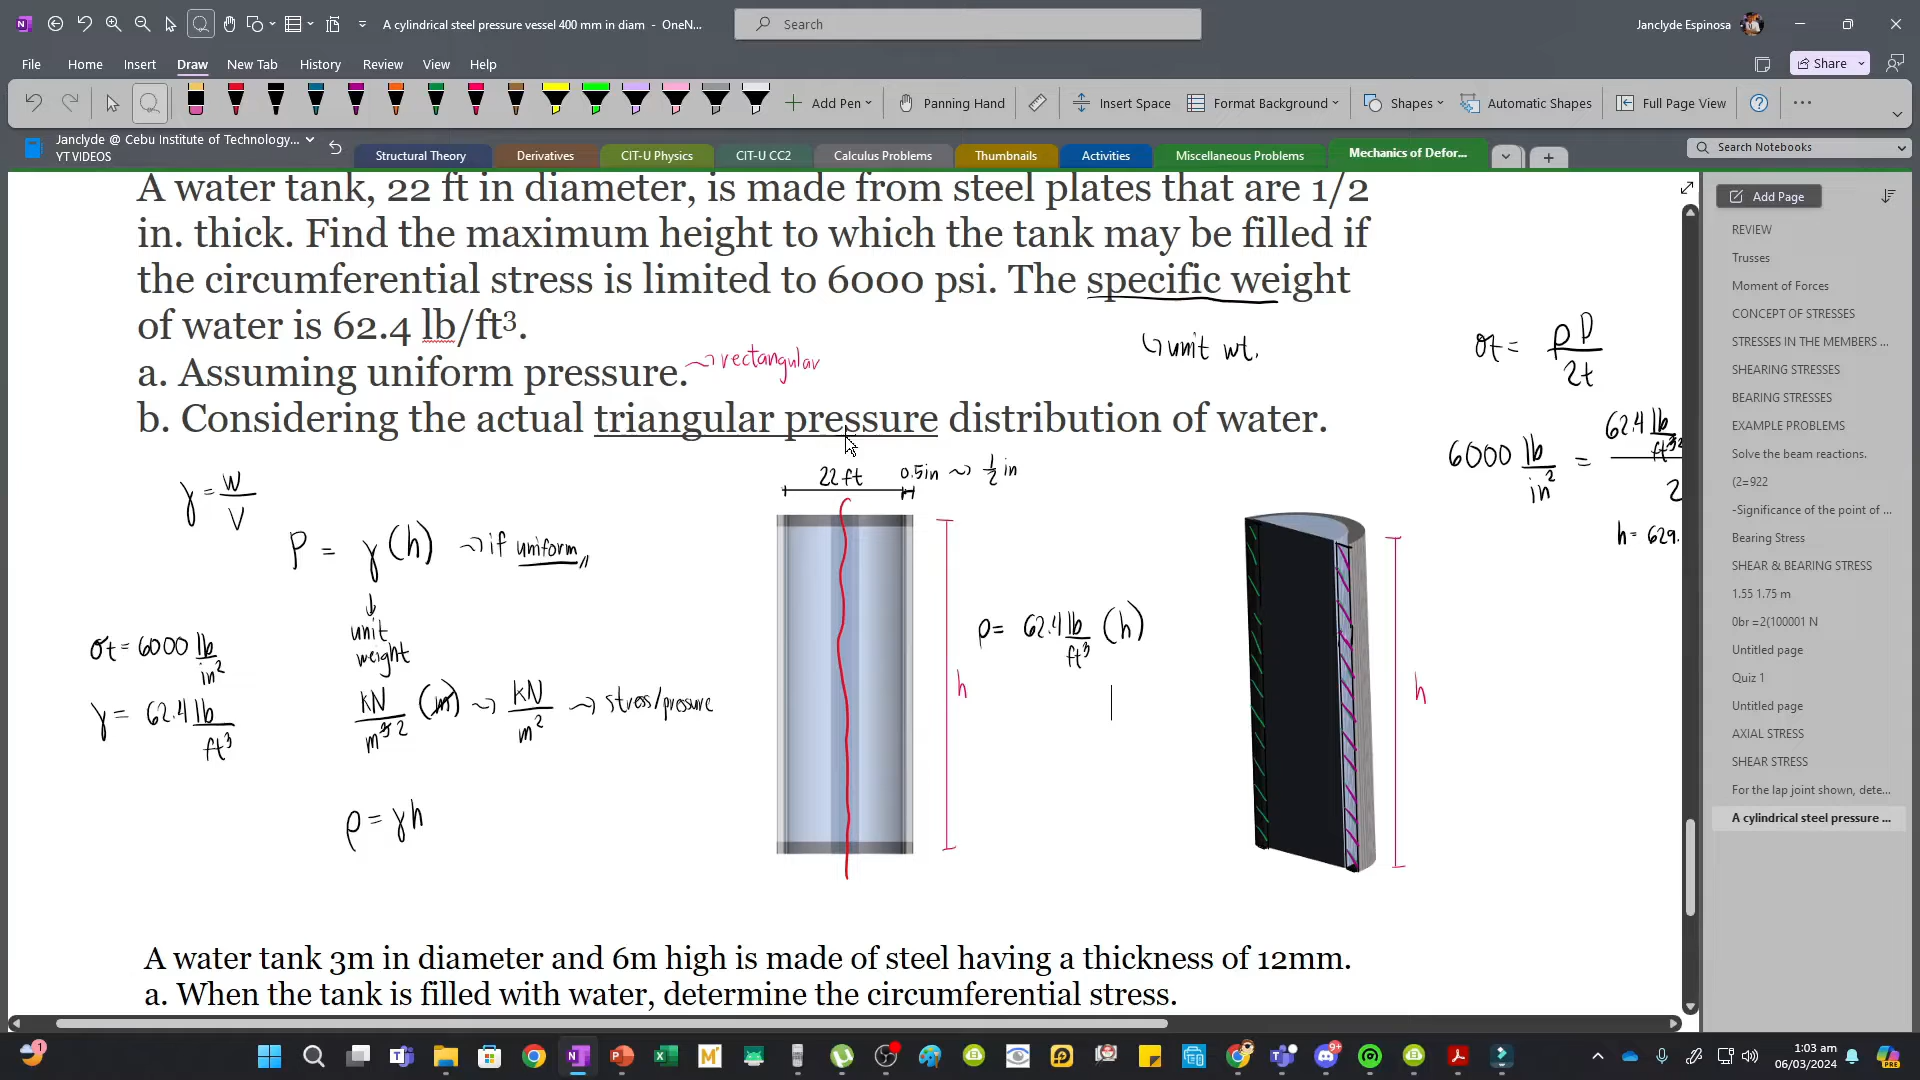 A cylindrical steel pressure vessel 400 mm in diam - OneN...
Search
Janclyde Espinosa
File
Home
Insert
Draw
New Tab
History
Review
View
Help
Share
Add Pen
Panning Hand
Insert Space
Format Background
Shapes
Automatic Shapes
Full Page View
Janclyde @ Cebu Institute of Technology...
YT VIDEOS
Structural Theory
Derivatives
CIT-U Physics
CIT-U CC2
Calculus Problems
Thumbnails
Activities
Miscellaneous Problems
Mechanics of Defor...
Search Notebooks
A water tank, 22 ft in diameter, is made from steel plates that are 1/2
in. thick. Find the maximum height to which the tank may be filled if
the circumferential stress is limited to 6000 psi. The specific weight
of water is 62.4 lb/ft³.
a. Assuming uniform pressure.
b. Considering the actual triangular pressure distribution of water.
rectangular
unit wt.
σt = ρD / 2t
6000 lb/in² = 62.4 lb/ft³
2
h = 629.
γ = W/V
P = γ(h) → if uniform
unit
weight
σt = 6000 lb/in²
γ = 62.4 lb/ft³
kN/m³2 (m) → kN/m² → stress/pressure
ρ = γh
22 ft
0.5in → 1/2 in
h
ρ = 62.4 lb/ft³ (h)
h
A water tank 3m in diameter and 6m high is made of steel having a thickness of 12mm.
a. When the tank is filled with water, determine the circumferential stress.
Add Page
REVIEW
Trusses
Moment of Forces
CONCEPT OF STRESSES
STRESSES IN THE MEMBERS ...
SHEARING STRESSES
BEARING STRESSES
EXAMPLE PROBLEMS
Solve the beam reactions.
(2=922
-Significance of the point of ...
Bearing Stress
SHEAR & BEARING STRESS
1.55 1.75 m
0br =2(100001 N
Untitled page
Quiz 1
Untitled page
AXIAL STRESS
SHEAR STRESS
For the lap joint shown, dete...
A cylindrical steel pressure ...
1:03 am
06/03/2024